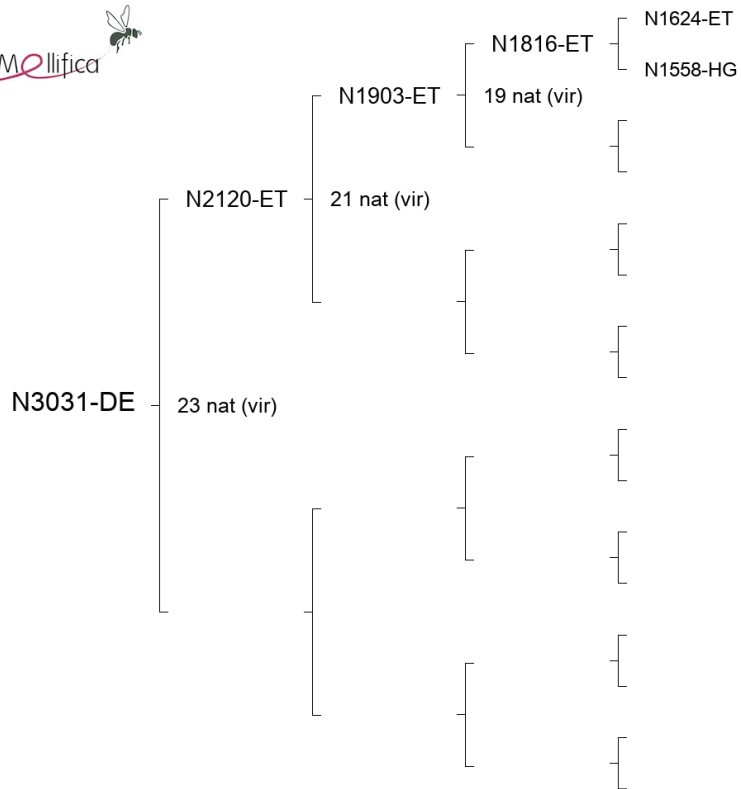 Mellifica
N1624-ET
N1816-ET
N1558-HG
N1903-ET
19 nat (vir)
N2120-ET
21 nat (vir)
N3031-DE
23 nat (vir)